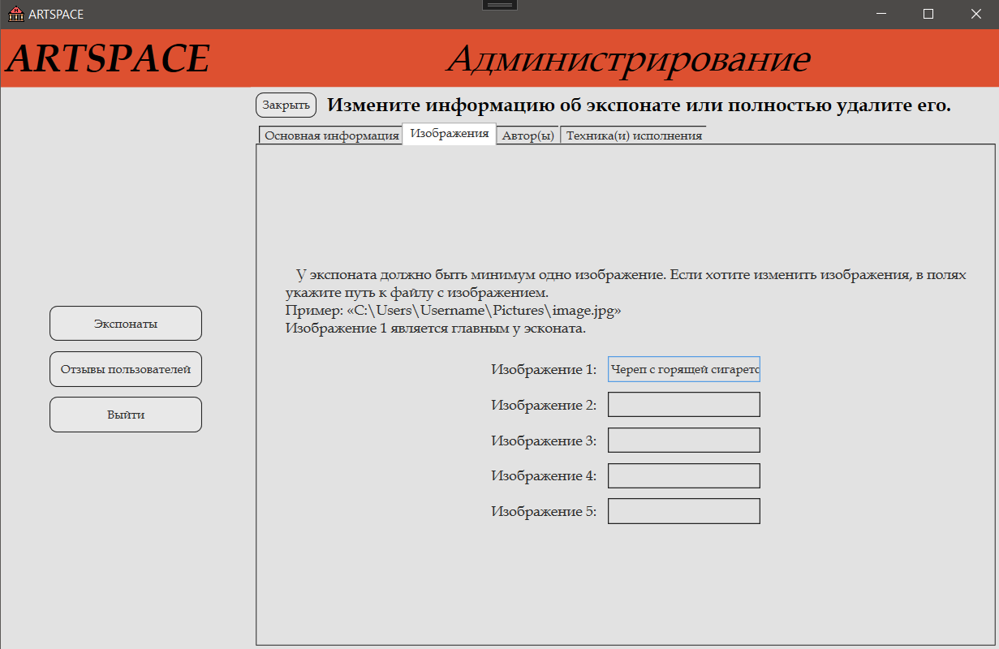 ARTSPACE
ARTSPACE
Администрирование
Закрыть
Измените информацию об экспонате или полностью удалите его.
Основная информация
Изображения
Автор(ы)
Техника(и) исполнения
У экспоната должно быть минимум одно изображение. Если хотите изменить изображения, в полях
укажите путь к файлу с изображением.
Пример: «C:\Users\Username\Pictures\image.jpg»
Изображение 1 является главным у эсконата.
Экспонаты
Отзывы пользователей
Выйти
Изображение 1:
Череп с горящей сигарето
Изображение 2:
Изображение 3:
Изображение 4:
Изображение 5: